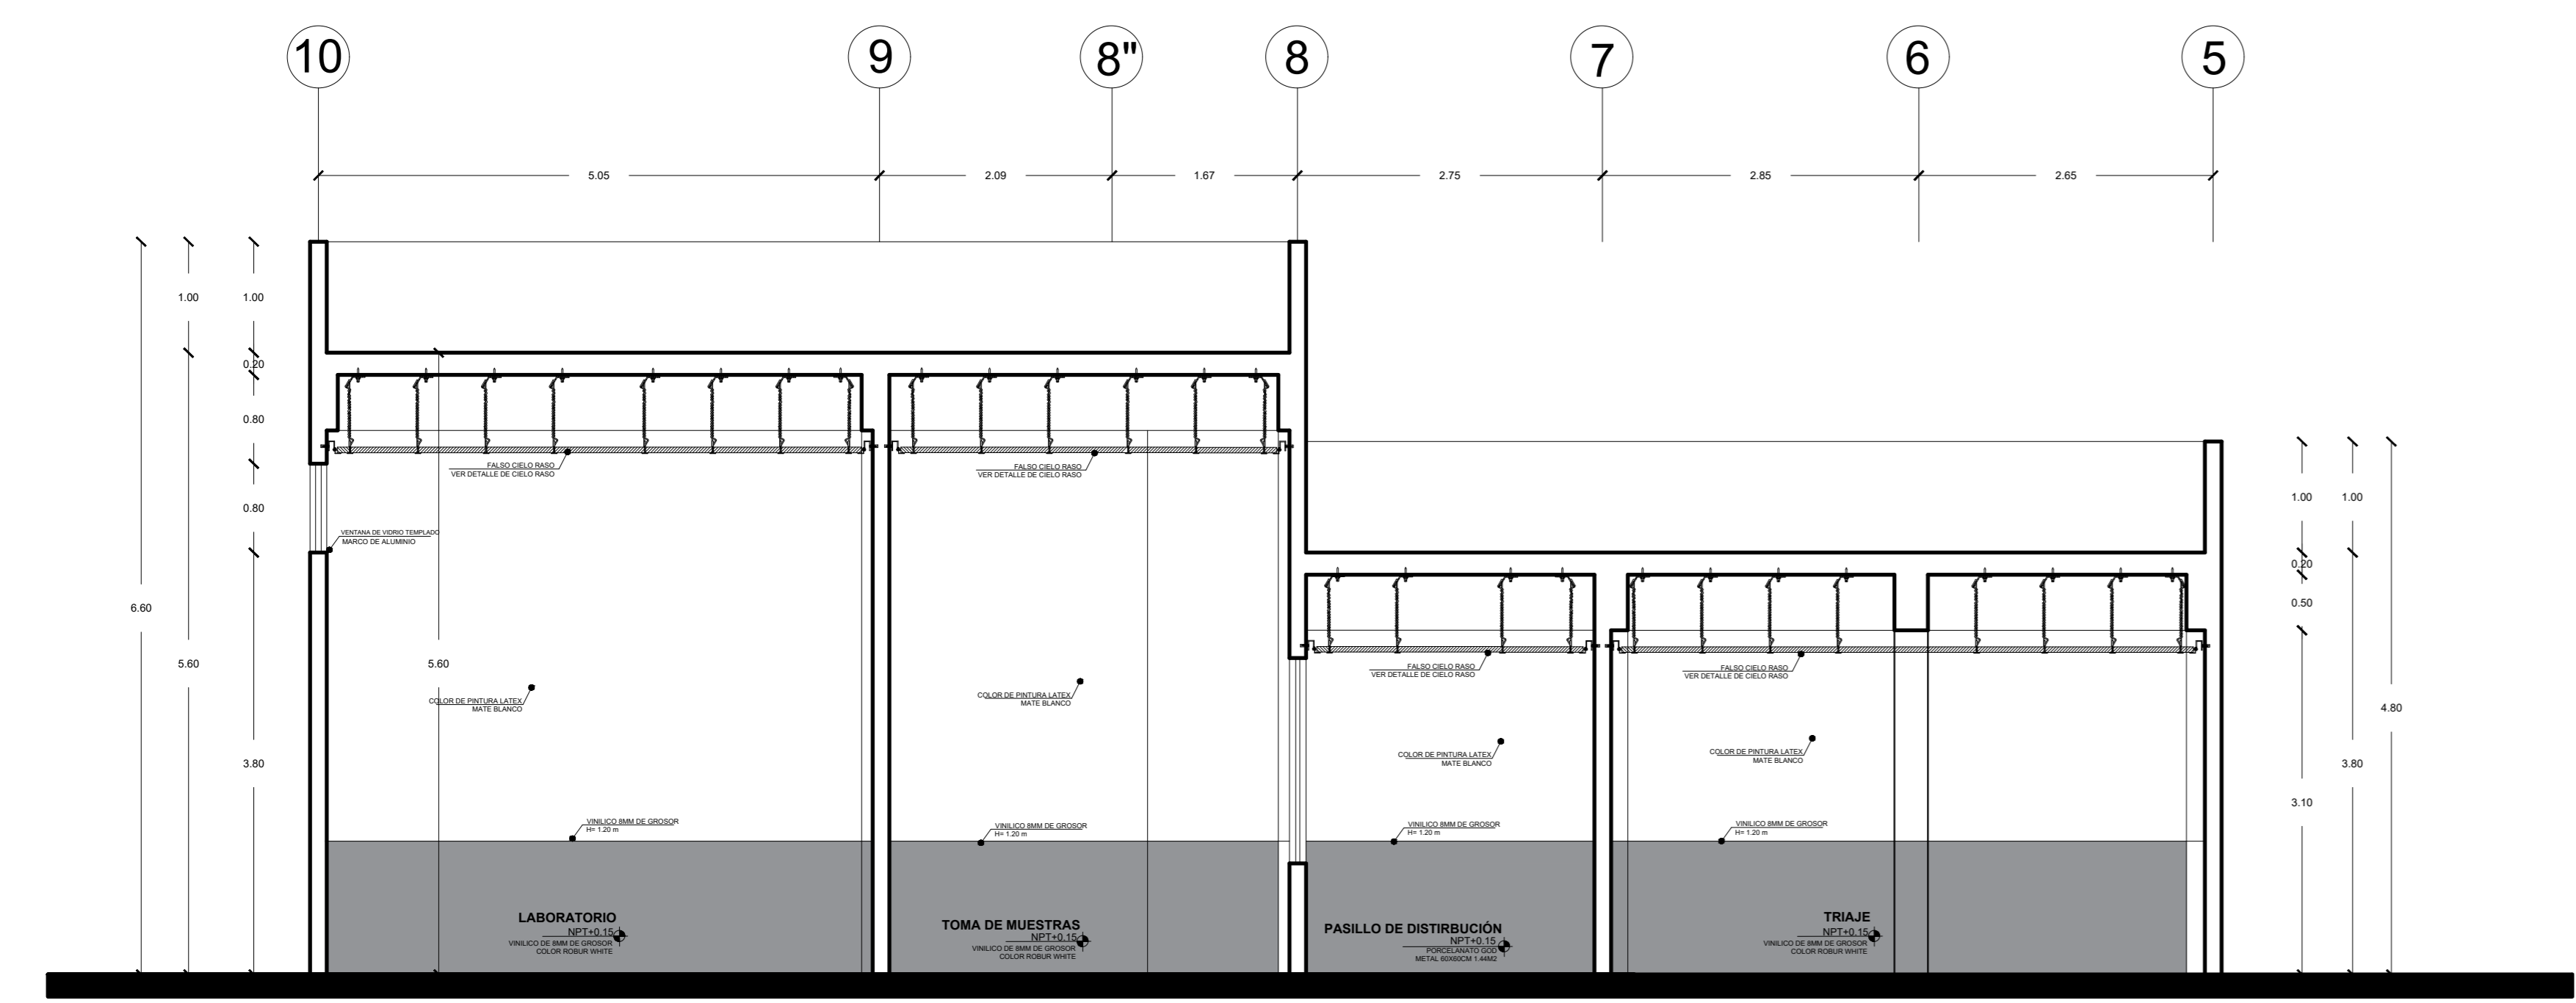 10 9 8" 8 7 6 5
5.05 2.09 1.67 2.75 2.85 2.65
1.00 1.00
0.20
0.80
0.80
6.60
5.60
3.80
5.60
FALSO CIELO RASO
VER DETALLE DE CIELO RASO
VENTANA DE VIDRIO TEMPLADO
MARCO DE ALUMINIO
COLOR DE PINTURA LATEX
MATE BLANCO
VINILICO 8MM DE GROSOR
H= 1.20 m
LABORATORIO
NPT+0.15
VINILICO DE 8MM DE GROSOR
COLOR ROBUR WHITE
FALSO CIELO RASO
VER DETALLE DE CIELO RASO
COLOR DE PINTURA LATEX
MATE BLANCO
VINILICO 8MM DE GROSOR
H= 1.20 m
TOMA DE MUESTRAS
NPT+0.15
VINILICO DE 8MM DE GROSOR
COLOR ROBUR WHITE
FALSO CIELO RASO
VER DETALLE DE CIELO RASO
COLOR DE PINTURA LATEX
MATE BLANCO
VINILICO 8MM DE GROSOR
H= 1.20 m
PASILLO DE DISTIRBUCIÓN
NPT+0.15
PORCELANATO GOD
METAL 60X60CM 1.44M2
FALSO CIELO RASO
VER DETALLE DE CIELO RASO
COLOR DE PINTURA LATEX
MATE BLANCO
VINILICO 8MM DE GROSOR
H= 1.20 m
TRIAJE
NPT+0.15
VINILICO DE 8MM DE GROSOR
COLOR ROBUR WHITE
1.00 1.00
0.20
0.50
4.80
3.80
3.10